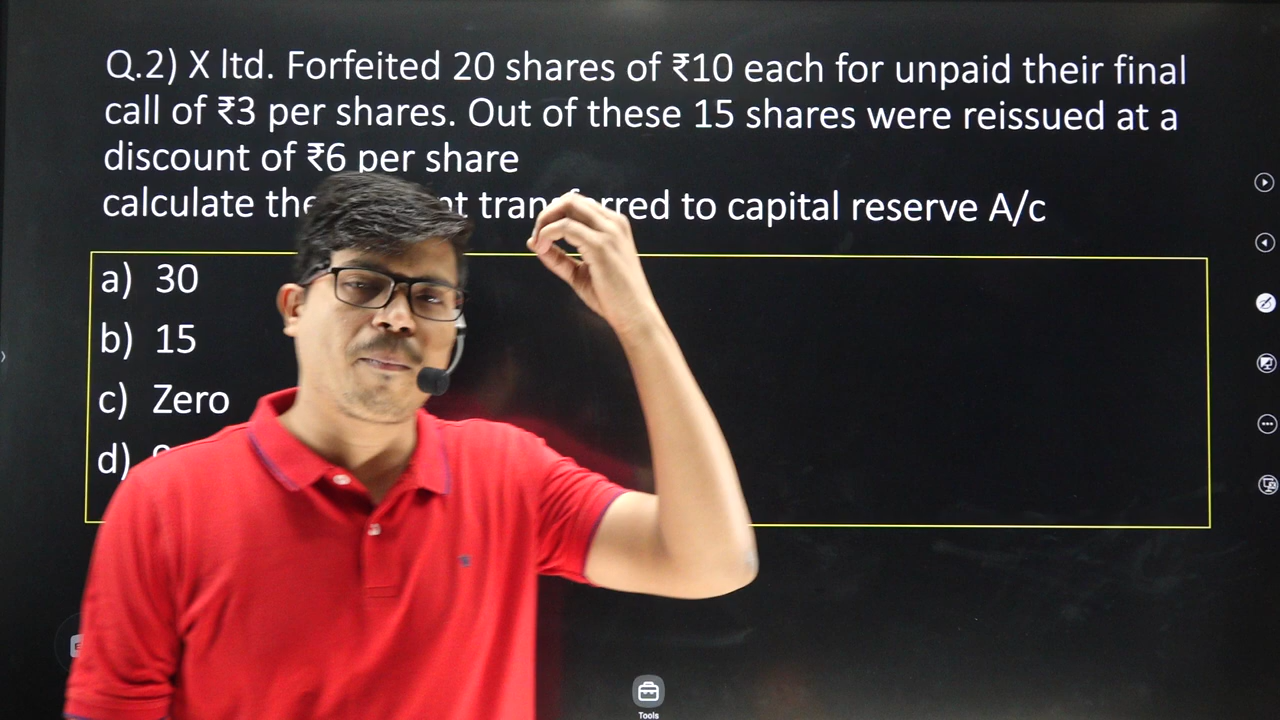 Q.2) X ltd. Forfeited 20 shares of ₹10 each for unpaid their final
call of ₹3 per shares. Out of these 15 shares were reissued at a
discount of ₹6 per share
calculate the transferred to capital reserve A/c
a) 30
b) 15
c) Zero
d)
Tools